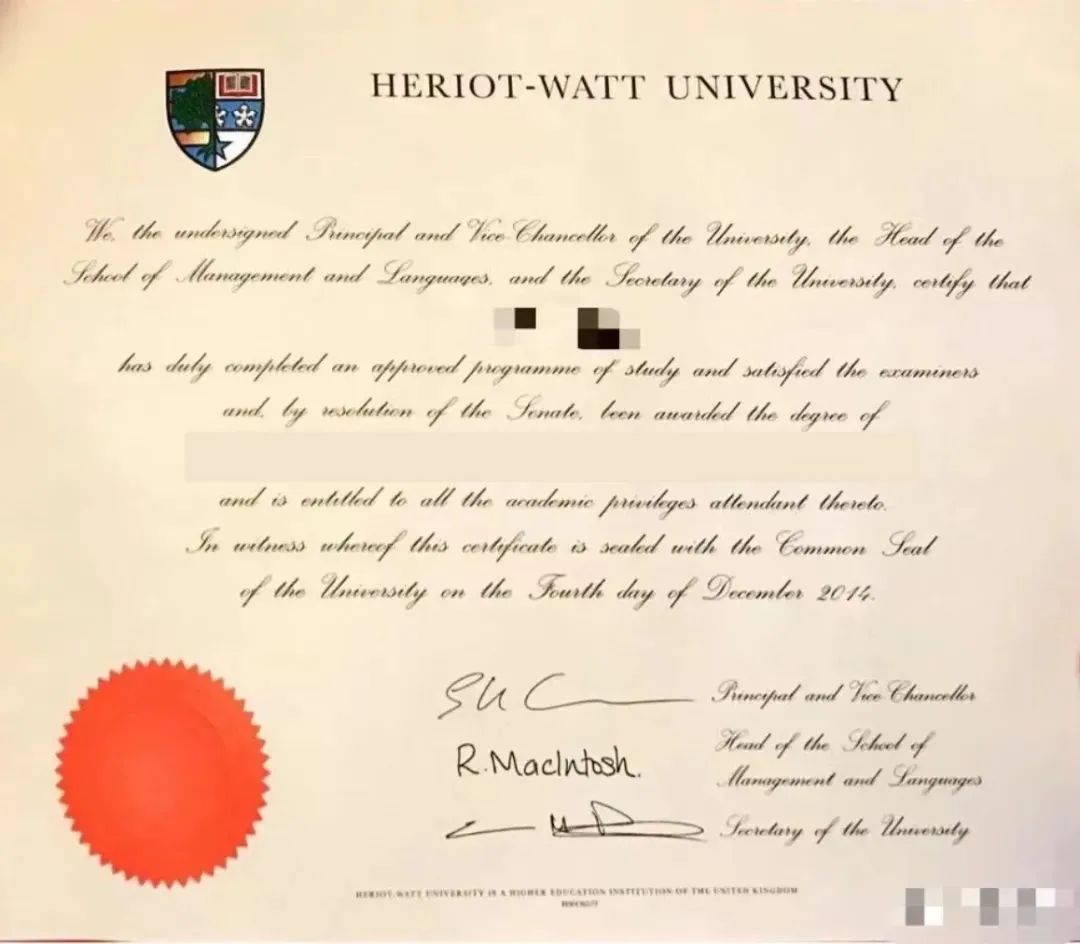 HERIOT-WATT UNIVERSITY
We, the undersigned Principal and Vice-Chancellor of the University, the Head of the
School of Management and Languages, and the Secretary of the University, certify that
has duly completed an approved programme of study and satisfied the examiners
and, by resolution of the Senate, been awarded the degree of
and is entitled to all the academic privileges attendant thereto.
In witness whereof this certificate is sealed with the Common Seal
of the University on the Fourth day of December 2014.
Principal and Vice-Chancellor
R. MacIntosh.
Head of the School of
Management and Languages
Secretary of the University
HERIOT-WATT UNIVERSITY IS A HIGHER EDUCATION INSTITUTION OF THE UNITED KINGDOM